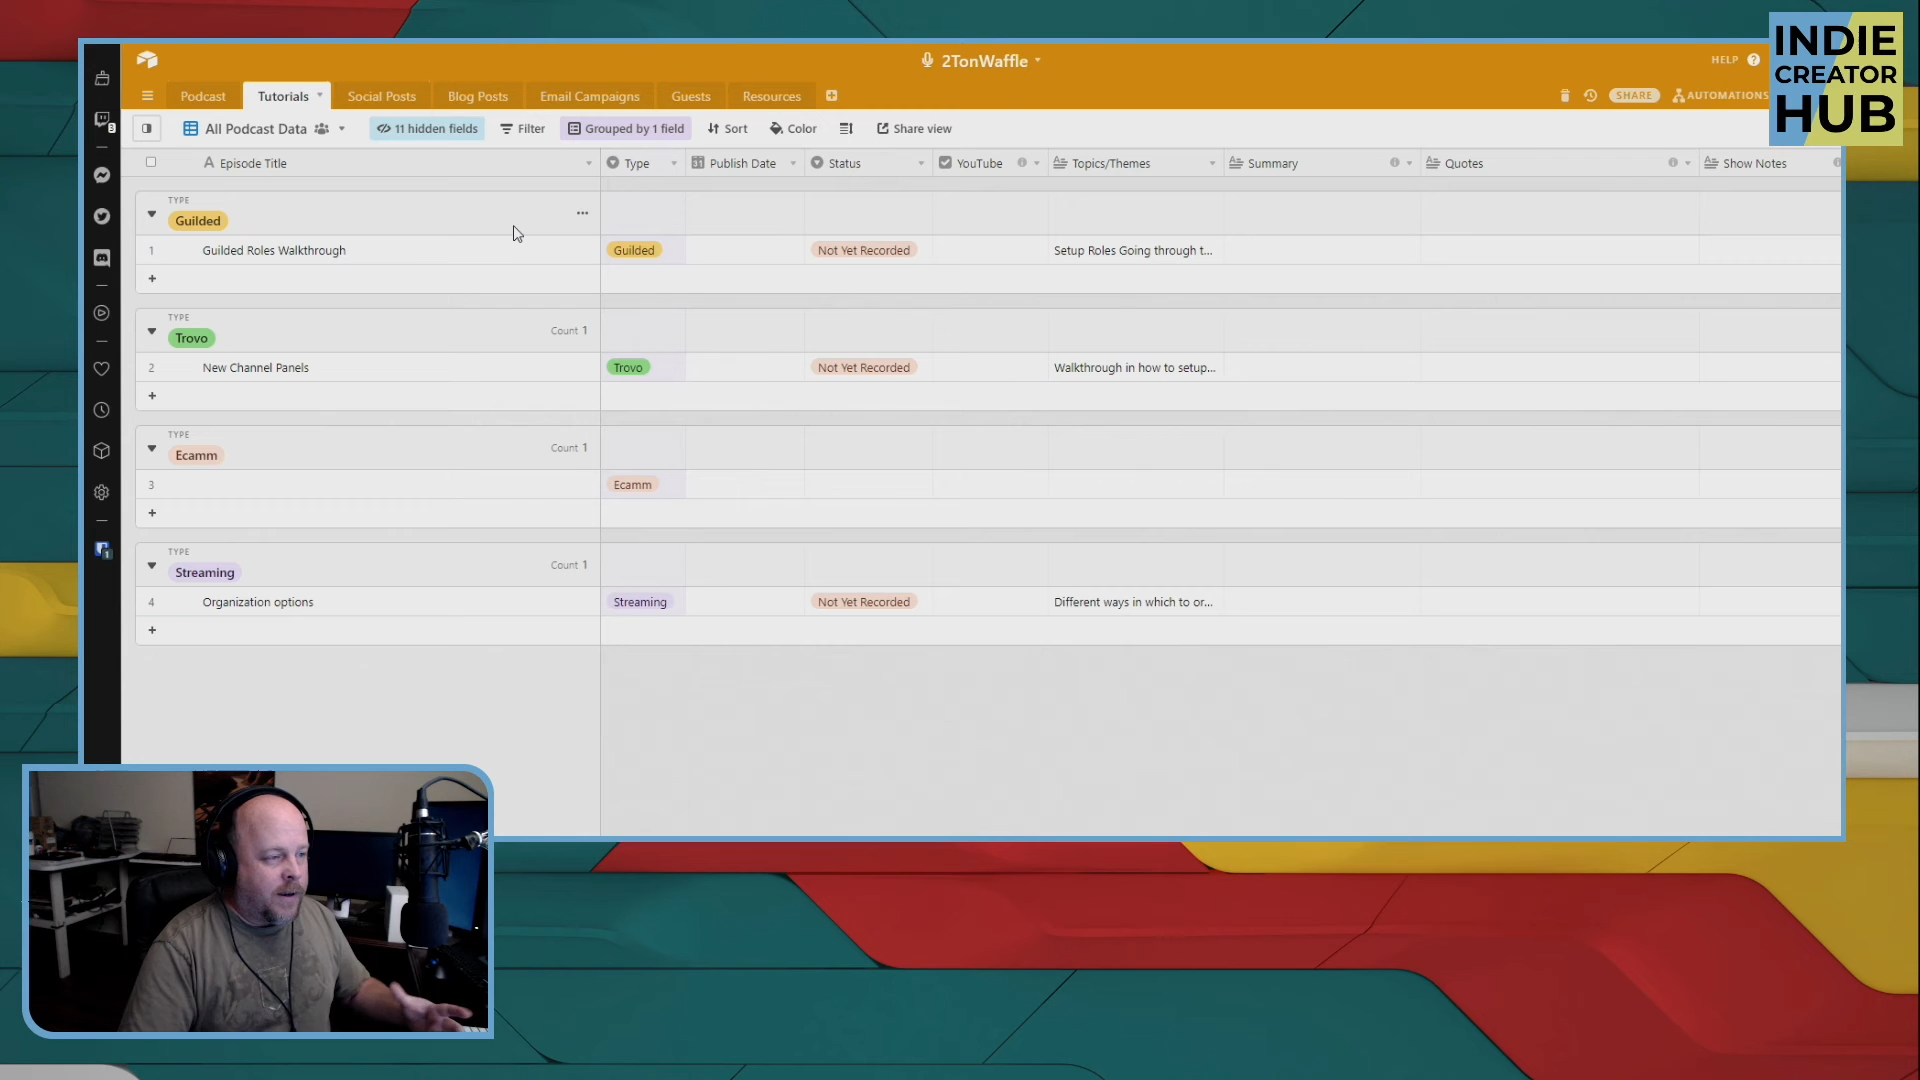 INDIE
CREATOR
HUB
2TonWaffle
HELP
Podcast
Tutorials
Social Posts
Blog Posts
Email Campaigns
Guests
Resources
SHARE
AUTOMATIONS
All Podcast Data
11 hidden fields
Filter
Grouped by 1 field
Sort
Color
Share view
Episode Title
Type
Publish Date
Status
YouTube
Topics/Themes
Summary
Quotes
Show Notes
TYPE
Guilded
1
Guilded Roles Walkthrough
Guilded
Not Yet Recorded
Setup Roles Going through t...
+
TYPE
Trovo
Count 1
2
New Channel Panels
Trovo
Not Yet Recorded
Walkthrough in how to setup...
+
TYPE
Ecamm
Count 1
3
Ecamm
+
TYPE
Streaming
Count 1
4
Organization options
Streaming
Not Yet Recorded
Different ways in which to or...
+